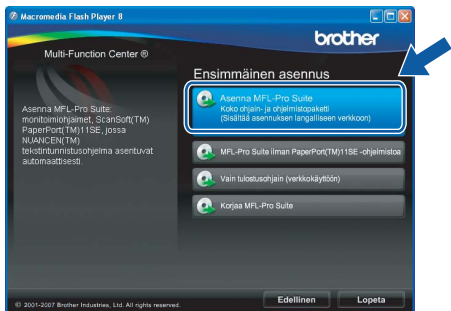 Macromedia Flash Player 8
brother
Multi-Function Center ®
Ensimmäinen asennus
Asenna MFL-Pro Suite:
monitoimiohjaimet, ScanSoft(TM)
PaperPort(TM)11SE, jossa
NUANCEN(TM)
tekstintunnistusohjelma asentuvat
automaattisesti.
Asenna MFL-Pro Suite
Koko ohjain- ja ohjelmistopaketti
(Sisältää asennuksen langalliseen verkkoon)
MFL-Pro Suite ilman PaperPort(TM)11SE -ohjelmistoa
Vain tulostusohjain (verkkokäyttöön)
Korjaa MFL-Pro Suite
Edellinen
Lopeta
© 2001-2007 Brother Industries, Ltd. All rights reserved.